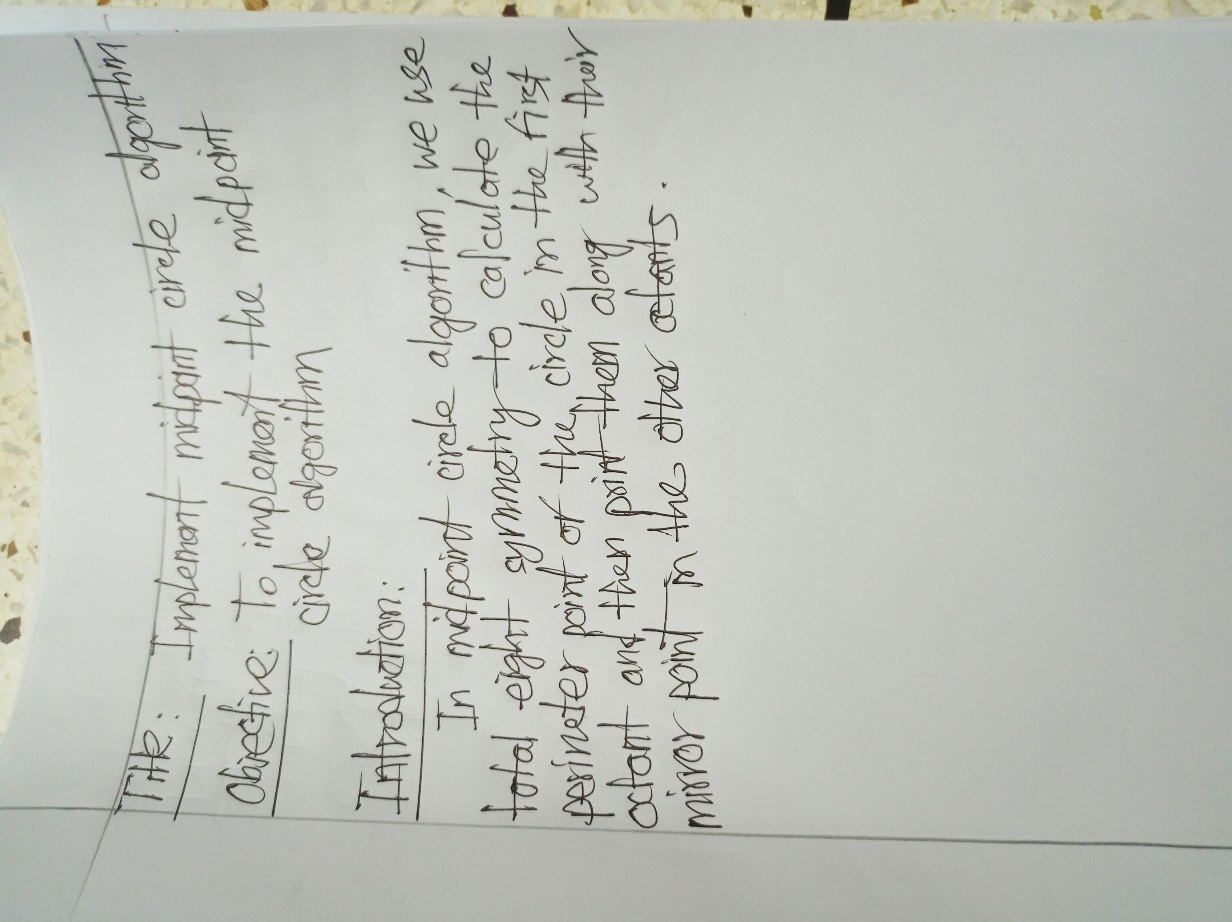 Title: Implement midpoint circle algorithm
Objective: To implement the midpoint
circle algorithm
Introduction:
In midpoint circle algorithm, we use
total eight symmetry to calculate the
perimeter point or the circle in the first
octant and then point them along with their
mirror point in the other octants.